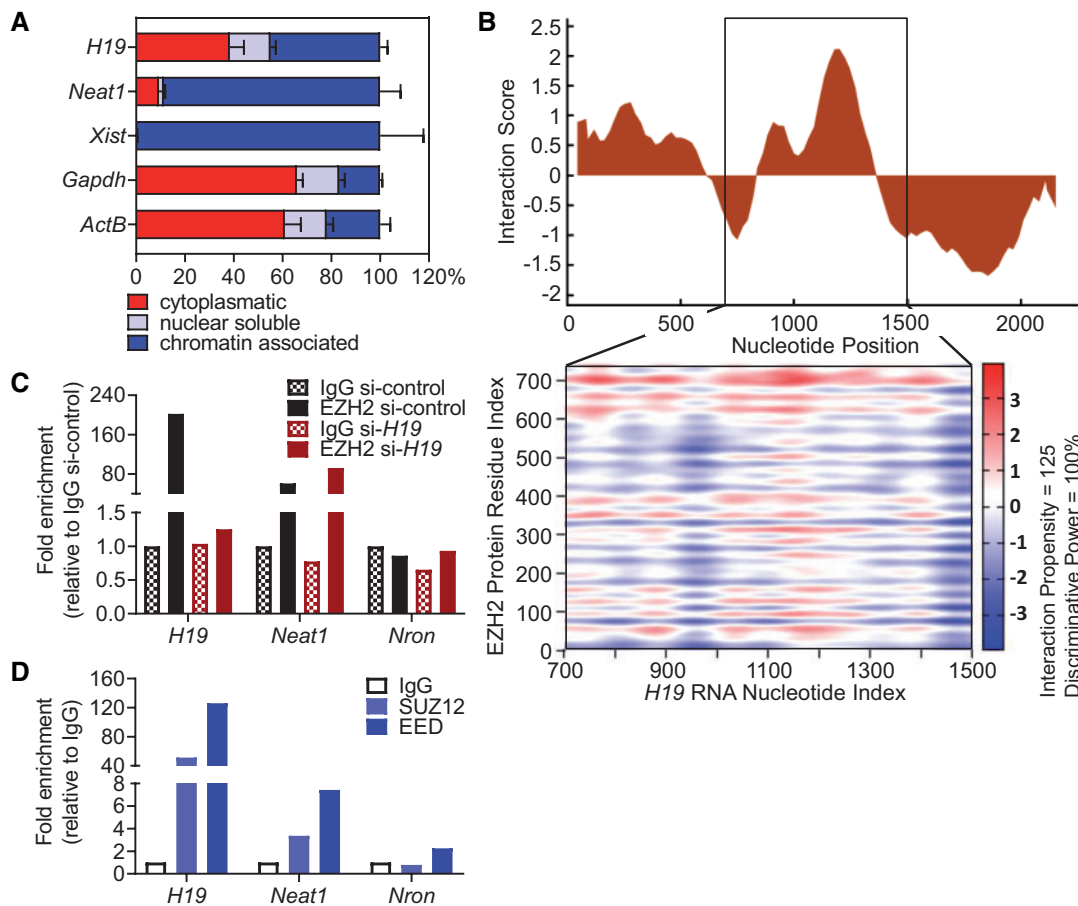 A
H19
Neat1
Xist
Gapdh
ActB
0 20 40 60 80 100 120%
cytoplasmatic
nuclear soluble
chromatin associated
B
Interaction Score
2.5
2
1.5
1
0.5
0
-0.5
-1
-1.5
-2
0 500 1000 1500 2000
Nucleotide Position
EZH2 Protein Residue Index
700
600
500
400
300
200
100
0
700 900 1100 1300 1500
H19 RNA Nucleotide Index
3
2
1
0
-1
-2
-3
Interaction Propensity = 125
Discriminative Power = 100%
C
Fold enrichment
(relative to IgG si-control)
240
160
80
1.5
1.0
0.5
0.0
IgG si-control
EZH2 si-control
IgG si-H19
EZH2 si-H19
H19 Neat1 Nron
D
Fold enrichment
(relative to IgG)
160
120
80
40
8
6
4
2
0
IgG
SUZ12
EED
H19 Neat1 Nron